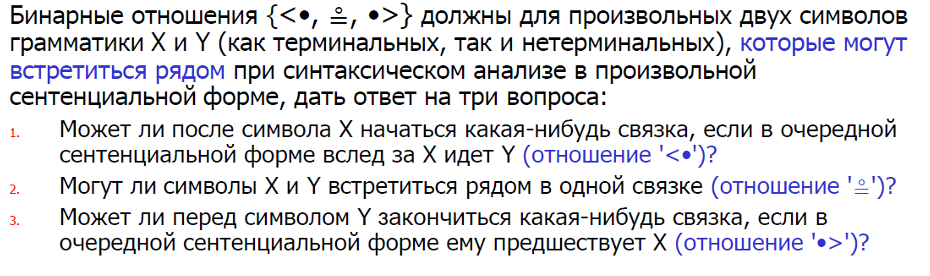 Бинарные отношения {<•, ≗, •>} должны для произвольных двух символов
грамматики X и Y (как терминальных, так и нетерминальных), которые могут
встретиться рядом при синтаксическом анализе в произвольной
сентенциальной форме, дать ответ на три вопроса:
1. Может ли после символа X начаться какая-нибудь связка, если в очередной
сентенциальной форме вслед за X идет Y (отношение '<•')?
2. Могут ли символы X и Y встретиться рядом в одной связке (отношение '≗')?
3. Может ли перед символом Y закончиться какая-нибудь связка, если в
очередной сентенциальной форме ему предшествует X (отношение '•>')?